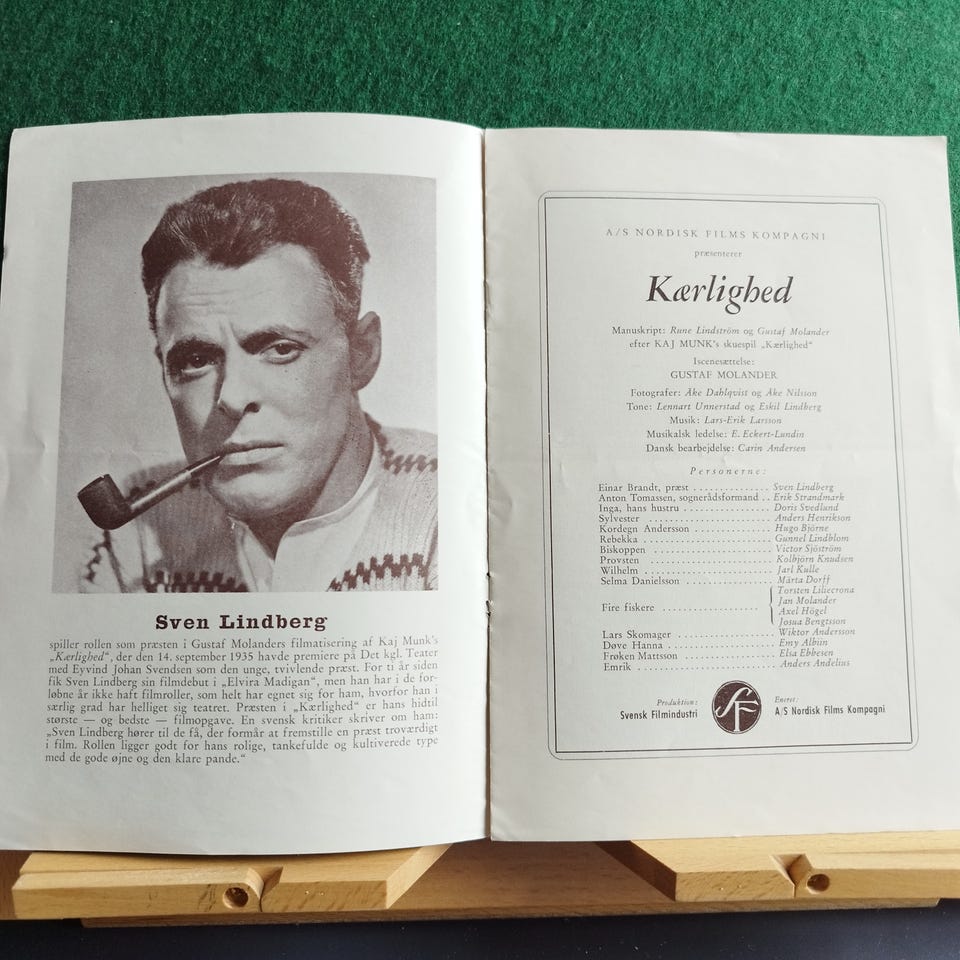 Sven Lindberg
spiller rollen som præsten i Gustaf Molanders filmatisering af Kaj Munk's
„Kærlighed“, der den 14. september 1935 havde premiere på Det kgl. Teater
med Eyvind Johan Svendsen som den unge, tvivlende præst. For ti år siden
fik Sven Lindberg sin filmdebut i „Elvira Madigan“, men han har i de for-
løbne år ikke haft filmroller, som helt har egnet sig for ham, hvorfor han i
særlig grad har helliget sig teatret. Præsten i „Kærlighed“ er hans hidtil
største — og bedste — filmopgave. En svensk kritiker skriver om ham:
„Sven Lindberg hører til de få, der formår at fremstille en præst troværdigt
i film. Rollen ligger godt for hans rolige, tankefulde og kultiverede type
med de gode øjne og den klare pande.“
A/S NORDISK FILMS KOMPAGNI
præsenterer
Kærlighed
Manuskript: Rune Lindström og Gustaf Molander
efter KAJ MUNK's skuespil „Kærlighed“
Iscenesættelse:
GUSTAF MOLANDER
Fotografer: Åke Dahlqvist og Åke Nilsson
Tone: Lennart Unnerstad og Eskil Lindberg
Musik: Lars-Erik Larsson
Musikalsk ledelse: E. Eckert-Lundin
Dansk bearbejdelse: Carin Andersen
Personerne:
Einar Brandt, præst . . . . . . . . . . . . . . . Sven Lindberg
Anton Tomassen, sognerådsformand . . Erik Strandmark
Inga, hans hustru . . . . . . . . . . . . . . . . Doris Svedlund
Sylvester . . . . . . . . . . . . . . . . . . . . . Anders Henrikson
Kordegn Andersson . . . . . . . . . . . . . . Hugo Björne
Rebekka . . . . . . . . . . . . . . . . . . . . . . Gunnel Lindblom
Biskoppen . . . . . . . . . . . . . . . . . . . . Victor Sjöström
Provsten . . . . . . . . . . . . . . . . . . . . . Kolbjörn Knudsen
Wilhelm . . . . . . . . . . . . . . . . . . . . . . Jarl Kulle
Selma Danielsson . . . . . . . . . . . . . . . Märta Dorff
Fire fiskere . . . . . . . . . . . . . . . . . { Torsten Liliecrona
Jan Molander
Axel Högel
Josua Bengtsson
Lars Skomager . . . . . . . . . . . . . . . . . Wiktor Andersson
Døve Hanna . . . . . . . . . . . . . . . . . . . Emy Albiin
Frøken Mattsson . . . . . . . . . . . . . . . . Elsa Ebbesen
Emrik . . . . . . . . . . . . . . . . . . . . . . . Anders Andelius
Produktion:
Svensk Filmindustri
SF
Eneret:
A/S Nordisk Films Kompagni